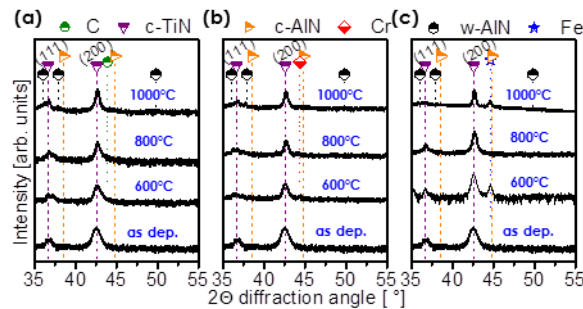 C c-TiN c-AlN Cr w-AlN Fe
(a) (b) (c)
(111) (200) (111) (200) (111) (200)
1000°C 1000°C 1000°C
800°C 800°C 800°C
600°C 600°C 600°C
as dep. as dep. as dep.
Intensity [arb. units]
35 40 45 50 55 35 40 45 50 55 35 40 45 50 55
2Θ diffraction angle [ °]